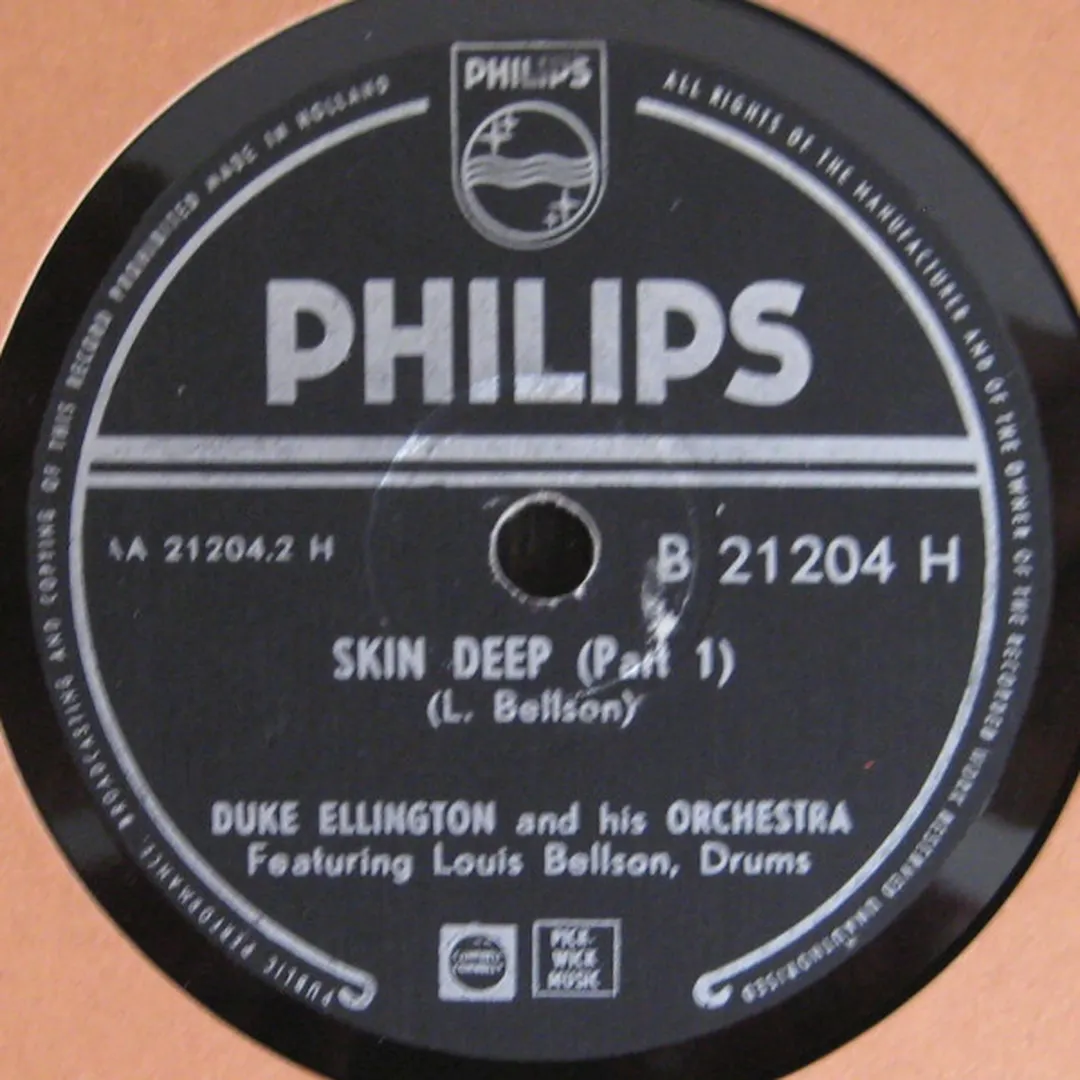 PHILIPS
ALL RIGHTS OF THE MANUFACTURER AND OF THE OWNER OF THE RECORDED WORK RESERVED UNAUTHORISED
PUBLIC PERFORMANCE, BROADCASTING AND COPYING OF THIS RECORD PROHIBITED MADE IN HOLLAND
PHILIPS
AA 21204.2 H
B 21204 H
SKIN DEEP (Part 1)
(L. Bellson)
DUKE ELLINGTON and his ORCHESTRA
Featuring Louis Bellson, Drums
PICK-
WICK
MUSIC